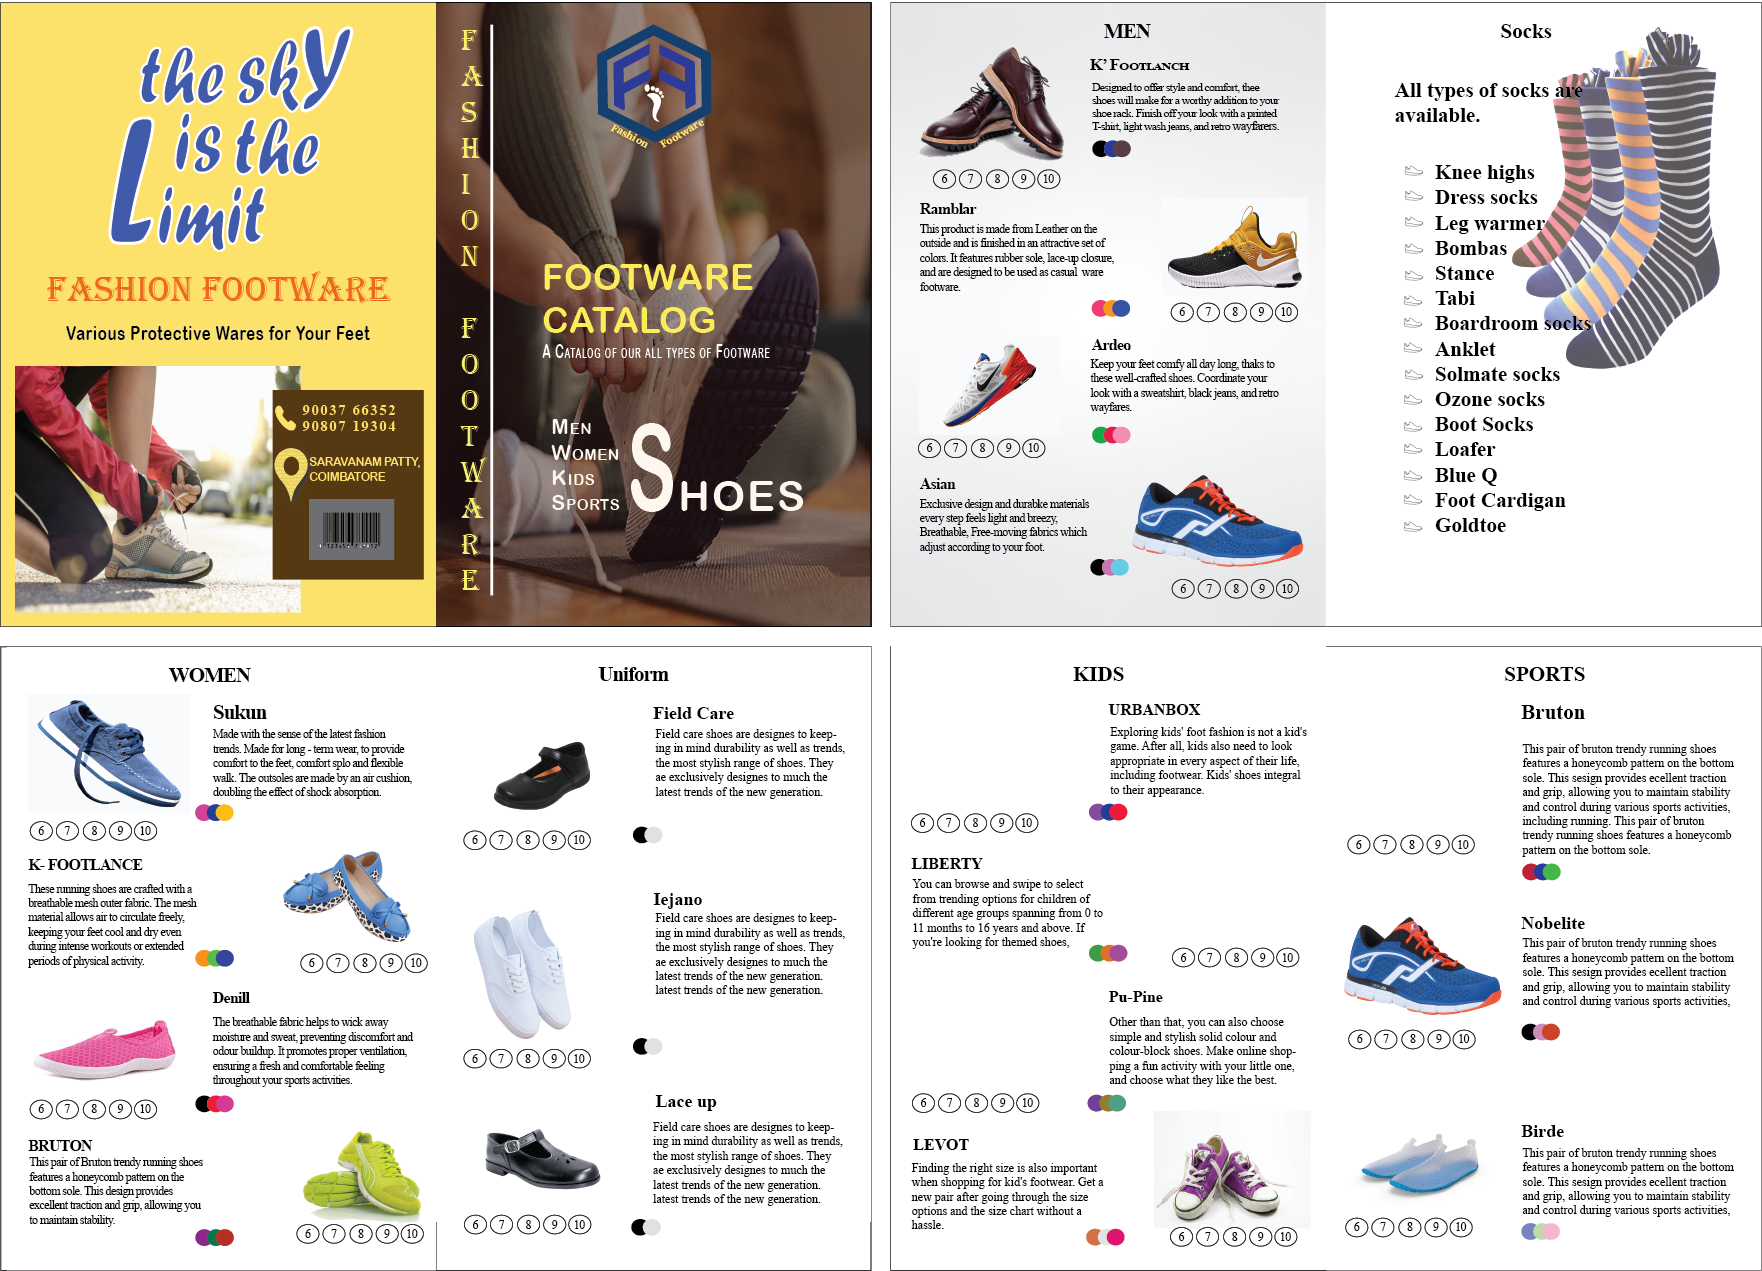 the sky
is the
Limit
FASHION FOOTWARE
Various Protective Wares for Your Feet
90037 66352
90807 19304
SARAVANAM PATTY,
COIMBATORE
FASHION FOOTWARE
FF
Fashion Footware
FOOTWARE
CATALOG
A Catalog of our all types of Footware
Men
Women
Kids
Sports
Shoes
MEN
K' Footlanch
Designed to offer style and comfort, thee
shoes will make for a worthy addition to your
shoe rack. Finish off your look with a printed
T-shirt, light wash jeans, and retro wayfarers.
6 7 8 9 10
Ramblar
This product is made from Leather on the
outside and is finished in an attractive set of
colors. It features rubber sole, lace-up closure,
and are designed to be used as casual ware
footware.
6 7 8 9 10
Ardeo
Keep your feet comfy all day long, thaks to
these well-crafted shoes. Coordinate your
look with a sweatshirt, black jeans, and retro
wayfares.
6 7 8 9 10
Asian
Exclusive design and durabke materials
every step feels light and breezy,
Breathable, Free-moving fabrics which
adjust according to your foot.
6 7 8 9 10
Socks
All types of socks are
available.
Knee highs
Dress socks
Leg warmer
Bombas
Stance
Tabi
Boardroom socks
Anklet
Solmate socks
Ozone socks
Boot Socks
Loafer
Blue Q
Foot Cardigan
Goldtoe
WOMEN
Sukun
Made with the sense of the latest fashion
trends. Made for long - term wear, to provide
comfort to the feet, comfort splo and flexible
walk. The outsoles are made by an air cushion,
doubling the effect of shock absorption.
6 7 8 9 10
K- FOOTLANCE
These running shoes are crafted with a
breathable mesh outer fabric. The mesh
material allows air to circulate freely,
keeping your feet cool and dry even
during intense workouts or extended
periods of physical activity.
6 7 8 9 10
Denill
The breathable fabric helps to wick away
moisture and sweat, preventing discomfort and
odour buildup. It promotes proper ventilation,
ensuring a fresh and comfortable feeling
throughout your sports activities.
6 7 8 9 10
BRUTON
This pair of Bruton trendy running shoes
features a honeycomb pattern on the
bottom sole. This design provides
excellent traction and grip, allowing you
to maintain stability.
6 7 8 9 10
Uniform
Field Care
Field care shoes are designes to keep-
ing in mind durability as well as trends,
the most stylish range of shoes. They
ae exclusively designes to much the
latest trends of the new generation.
6 7 8 9 10
Iejano
Field care shoes are designes to keep-
ing in mind durability as well as trends,
the most stylish range of shoes. They
ae exclusively designes to much the
latest trends of the new generation.
latest trends of the new generation.
6 7 8 9 10
Lace up
Field care shoes are designes to keep-
ing in mind durability as well as trends,
the most stylish range of shoes. They
ae exclusively designes to much the
latest trends of the new generation.
latest trends of the new generation.
6 7 8 9 10
KIDS
URBANBOX
Exploring kids' foot fashion is not a kid's
game. After all, kids also need to look
appropriate in every aspect of their life,
including footwear. Kids' shoes integral
to their appearance.
6 7 8 9 10
LIBERTY
You can browse and swipe to select
from trending options for children of
different age groups spanning from 0 to
11 months to 16 years and above. If
you're looking for themed shoes,
6 7 8 9 10
Pu-Pine
Other than that, you can also choose
simple and stylish solid colour and
colour-block shoes. Make online shop-
ping a fun activity with your little one,
and choose what they like the best.
6 7 8 9 10
LEVOT
Finding the right size is also important
when shopping for kid's footwear. Get a
new pair after going through the size
options and the size chart without a
hassle.
6 7 8 9 10
SPORTS
Bruton
This pair of bruton trendy running shoes
features a honeycomb pattern on the bottom
sole. This sesign provides ecellent traction
and grip, allowing you to maintain stability
and control during various sports activities,
including running. This pair of bruton
trendy running shoes features a honeycomb
pattern on the bottom sole.
6 7 8 9 10
Nobelite
This pair of bruton trendy running shoes
features a honeycomb pattern on the bottom
sole. This sesign provides ecellent traction
and grip, allowing you to maintain stability
and control during various sports activities,
6 7 8 9 10
Birde
This pair of bruton trendy running shoes
features a honeycomb pattern on the bottom
sole. This sesign provides ecellent traction
and grip, allowing you to maintain stability
and control during various sports activities,
6 7 8 9 10